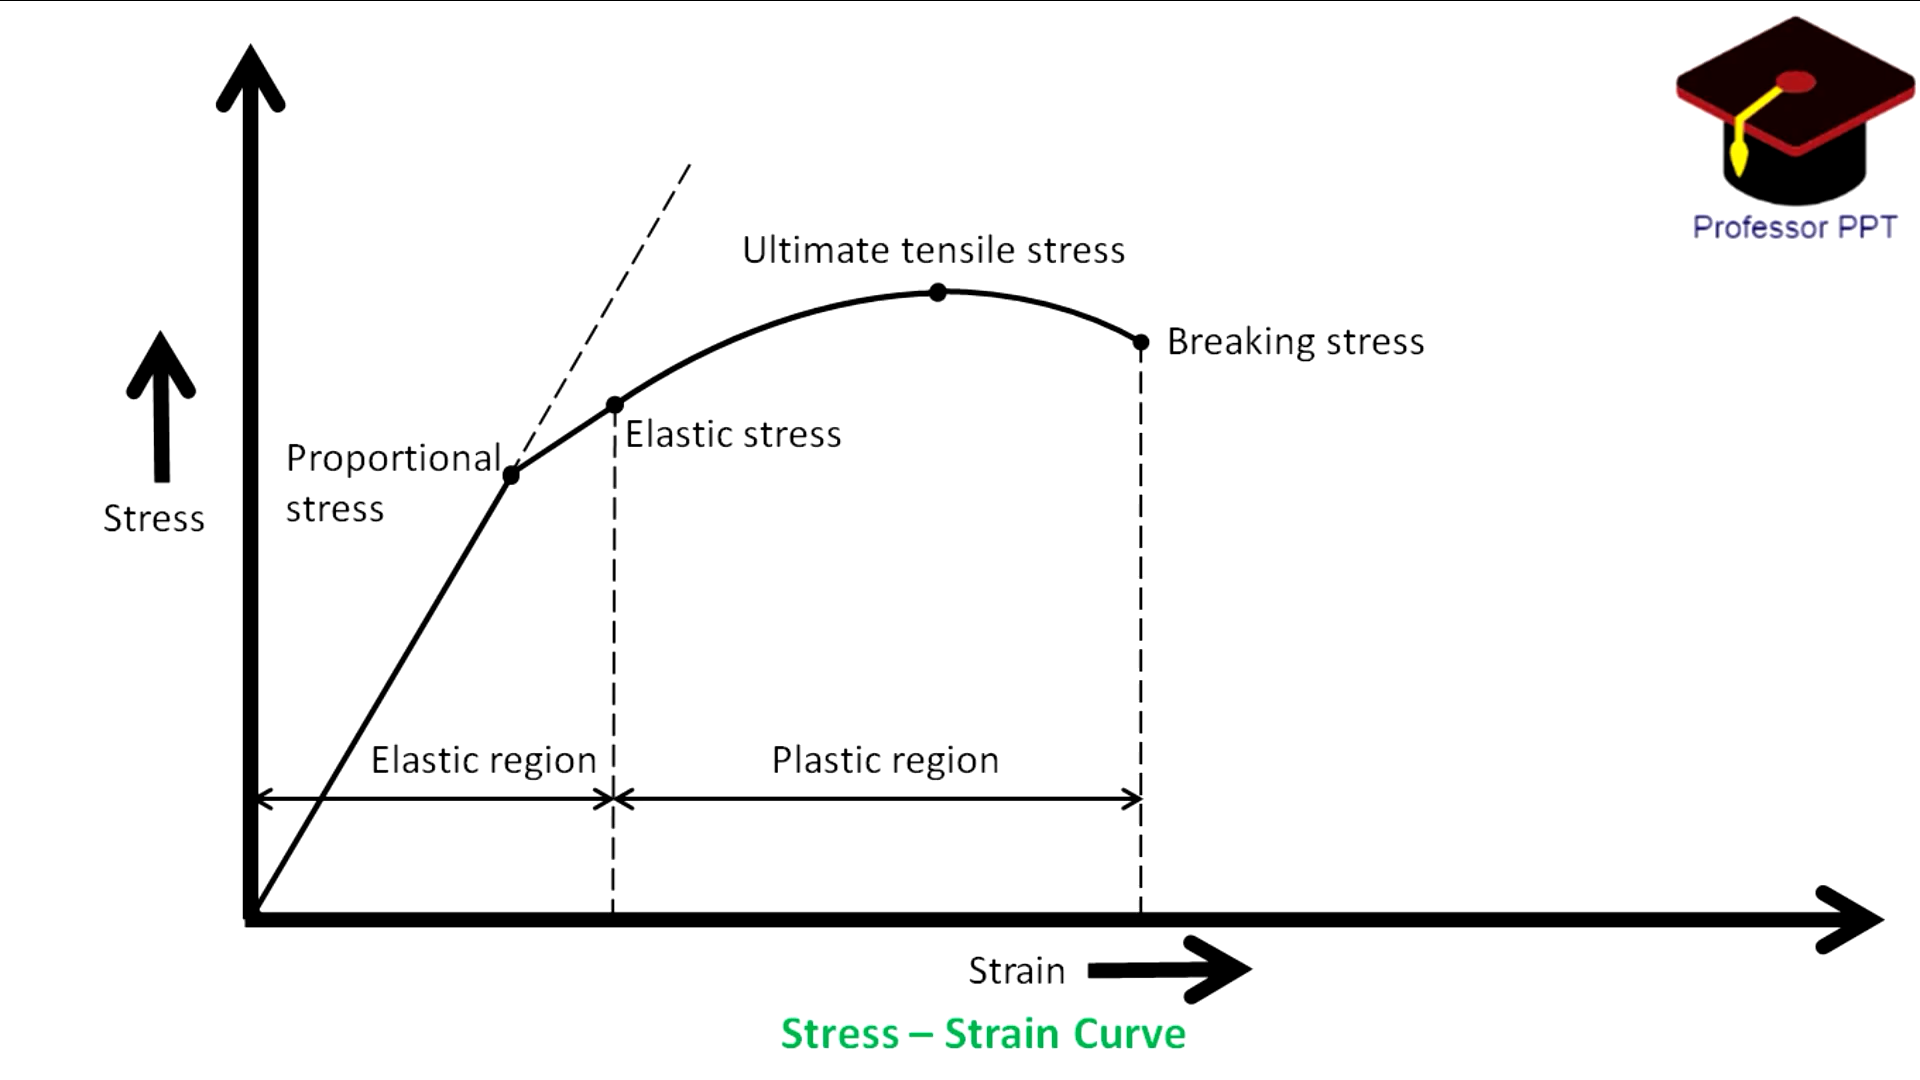 Professor PPT
Ultimate tensile stress
Breaking stress
Elastic stress
Proportional
stress
Stress
Elastic region
Plastic region
Strain
Stress – Strain Curve